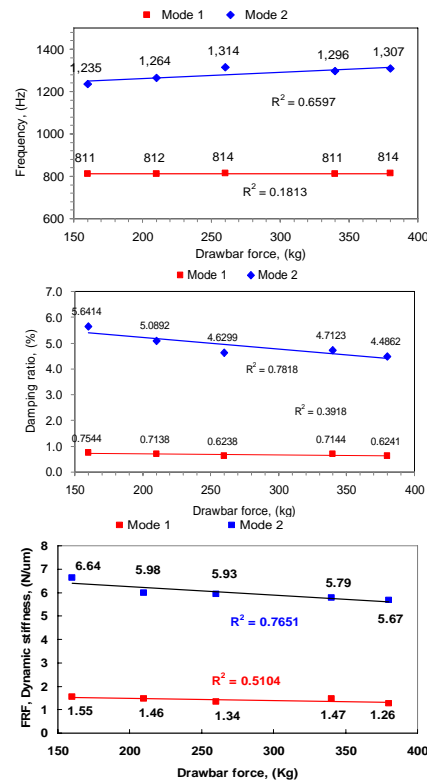 Mode 1 Mode 2
Frequency, (Hz)
1400
1200
1000
800
600
1,235 1,264 1,314 1,296 1,307
R² = 0.6597
811 812 814 811 814
R² = 0.1813
150 200 250 300 350 400
Drawbar force, (kg)
Mode 1 Mode 2
Damping ratio, (%)
7.0
6.0
5.0
4.0
3.0
2.0
1.0
0.0
5.6414 5.0892 4.6299 4.7123 4.4862
R² = 0.7818
R² = 0.3918
0.7544 0.7138 0.6238 0.7144 0.6241
150 200 250 300 350 400
Drawbar force, (kg)
Mode 1 Mode 2
FRF, Dynamic stiffness, (N/um)
8
7
6
5
4
3
2
1
0
6.64 5.98 5.93 5.79 5.67
R² = 0.7651
R² = 0.5104
1.55 1.46 1.34 1.47 1.26
150 200 250 300 350 400
Drawbar force, (Kg)